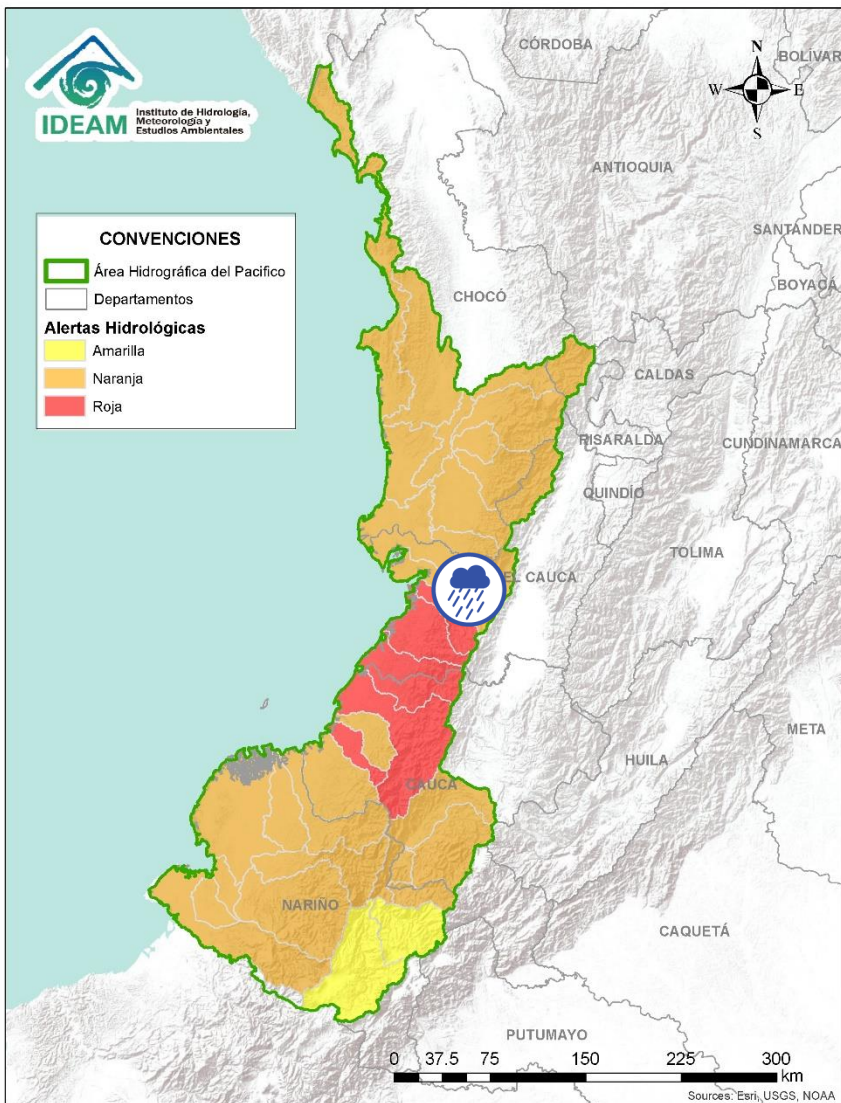 IDEAM
Instituto de Hidrología,
Meteorología y
Estudios Ambientales
N
W
E
S
CONVENCIONES
Área Hidrográfica del Pacifico
Departamentos
Alertas Hidrológicas
Amarilla
Naranja
Roja
CÓRDOBA
BOLÍVAR
ANTIOQUIA
SANTANDER
BOYACÁ
CHOCÓ
CALDAS
RISARALDA
CUNDINAMARCA
QUINDÍO
TOLIMA
EL CAUCA
META
HUILA
CAUCA
NARIÑO
CAQUETÁ
PUTUMAYO
0 37.5 75 150 225 300
km
Sources: Esri, USGS, NOAA